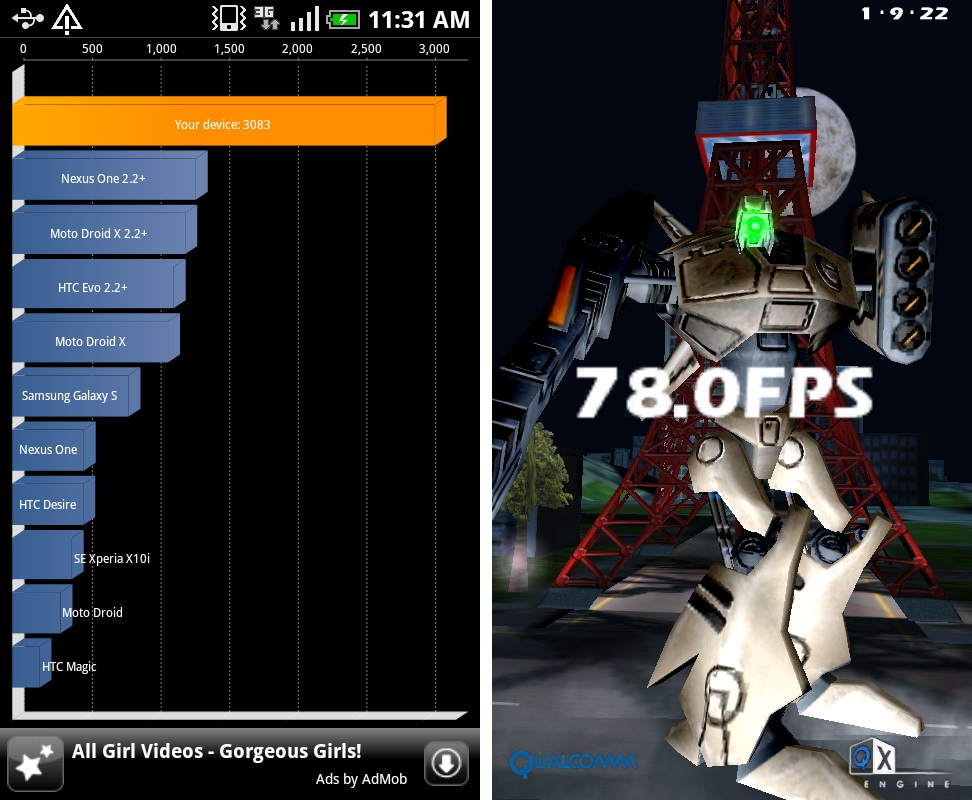 3G
11:31 AM
0 500 1,000 1,500 2,000 2,500 3,000
Your device: 3083
Nexus One 2.2+
Moto Droid X 2.2+
HTC Evo 2.2+
Moto Droid X
Samsung Galaxy S
Nexus One
HTC Desire
SE Xperia X10i
Moto Droid
HTC Magic
All Girl Videos - Gorgeous Girls!
Ads by AdMob
1·9·22
78.0FPS
QUALCOMM
QX
ENGINE